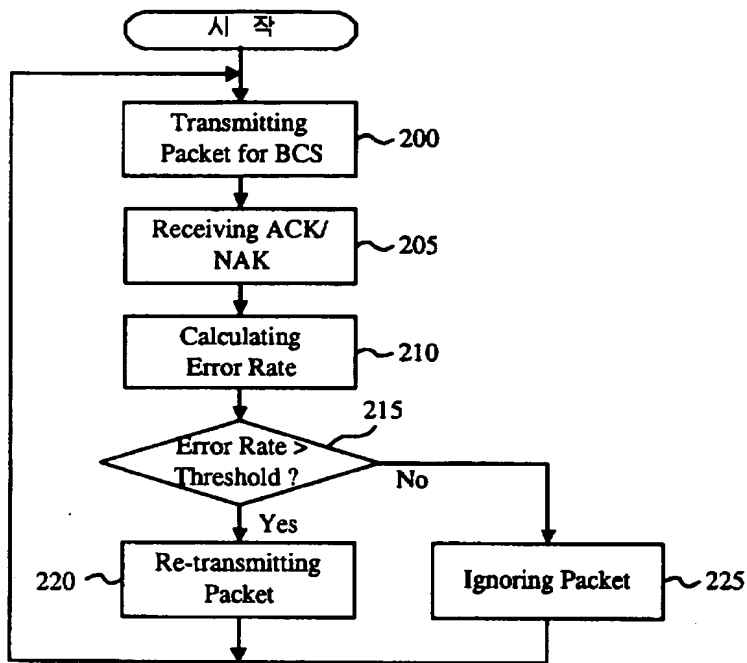 시 작
Transmitting
Packet for BCS
200
Receiving ACK/
NAK
205
Calculating
Error Rate
210
215
Error Rate >
Threshold ?
No
Yes
220
Re-transmitting
Packet
Ignoring Packet
225